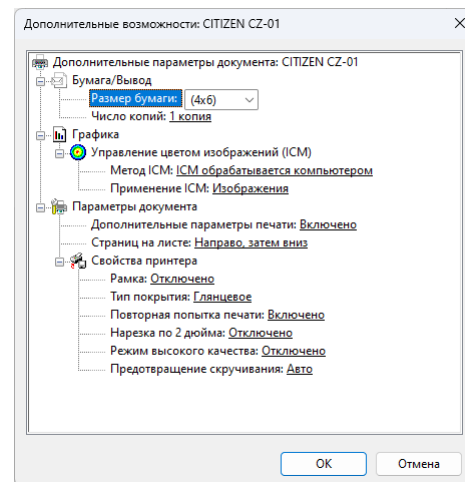 Дополнительные возможности: CITIZEN CZ-01
Дополнительные параметры документа: CITIZEN CZ-01
Бумага/Вывод
Размер бумаги: (4x6)
Число копий: 1 копия
Графика
Управление цветом изображений (ICM)
Метод ICM: ICM обрабатывается компьютером
Применение ICM: Изображения
Параметры документа
Дополнительные параметры печати: Включено
Страниц на листе: Направо, затем вниз
Свойства принтера
Рамка: Отключено
Тип покрытия: Глянцевое
Повторная попытка печати: Включено
Нарезка по 2 дюйма: Отключено
Режим высокого качества: Отключено
Предотвращение скручивания: Авто
OK Отмена